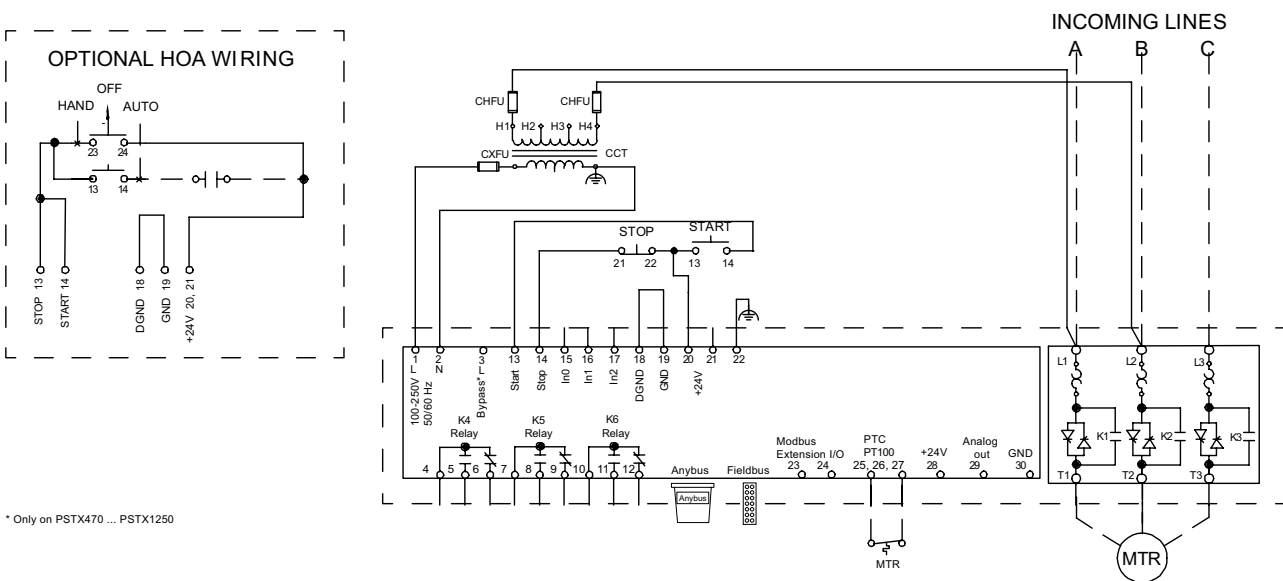 INCOMING LINES
A B C
OPTIONAL HOA WIRING
OFF
HAND AUTO
23 24
13 14
STOP 13
START 14
DGND 18
GND 19
+24V 20, 21
CHFU CHFU
H1 H2 H3 H4
CXFU CCT
STOP START
21 22 13 14
1 2 3 13 14 15 16 17 18 19 20 21 22
L
N
100-250V
50/60 Hz
Bypass* L
Start
Stop
In0
In1
In2
DGND
GND
+24V
K4
Relay
K5
Relay
K6
Relay
4 5 6 7 8 9 10 11 12
Anybus
Anybus
Fieldbus
Modbus
Extension I/O
23 24
PTC
PT100
25, 26, 27
+24V
28
Analog
out
29
GND
30
MTR
L1 L2 L3
K1 K2 K3
T1 T2 T3
MTR
* Only on PSTX470 ... PSTX1250